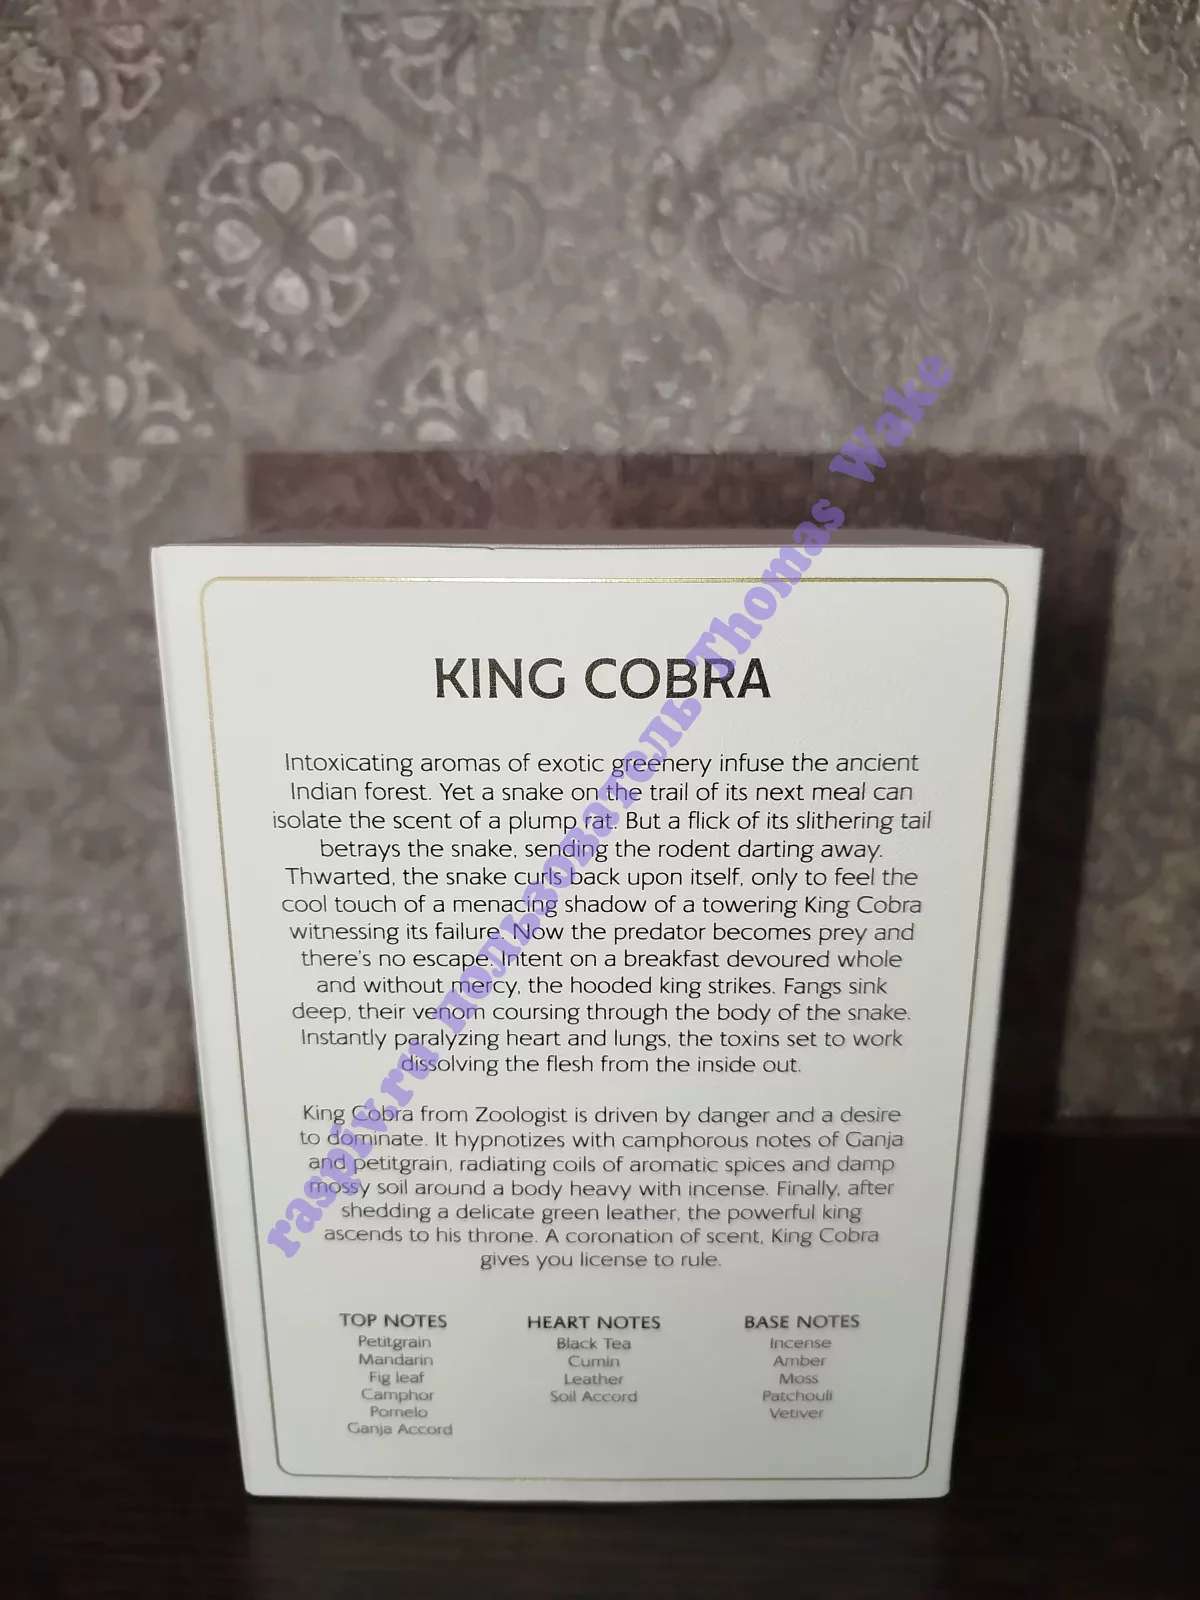 KING COBRA
Intoxicating aromas of exotic greenery infuse the ancient
Indian forest. Yet a snake on the trail of its next meal can
isolate the scent of a plump rat. But a flick of its slithering tail
betrays the snake, sending the rodent darting away.
Thwarted, the snake curls back upon itself, only to feel the
cool touch of a menacing shadow of a towering King Cobra
witnessing its failure. Now the predator becomes prey and
there's no escape. Intent on a breakfast devoured whole
and without mercy, the hooded king strikes. Fangs sink
deep, their venom coursing through the body of the snake.
Instantly paralyzing heart and lungs, the toxins set to work
dissolving the flesh from the inside out.
King Cobra from Zoologist is driven by danger and a desire
to dominate. It hypnotizes with camphorous notes of Ganja
and petitgrain, radiating coils of aromatic spices and damp
mossy soil around a body heavy with incense. Finally, after
shedding a delicate green leather, the powerful king
ascends to his throne. A coronation of scent, King Cobra
gives you license to rule.
TOP NOTES
Petitgrain
Mandarin
Fig leaf
Camphor
Pomelo
Ganja Accord
HEART NOTES
Black Tea
Cumin
Leather
Soil Accord
BASE NOTES
Incense
Amber
Moss
Patchouli
Vetiver
raspiv.ru пользователь Thomas Wake